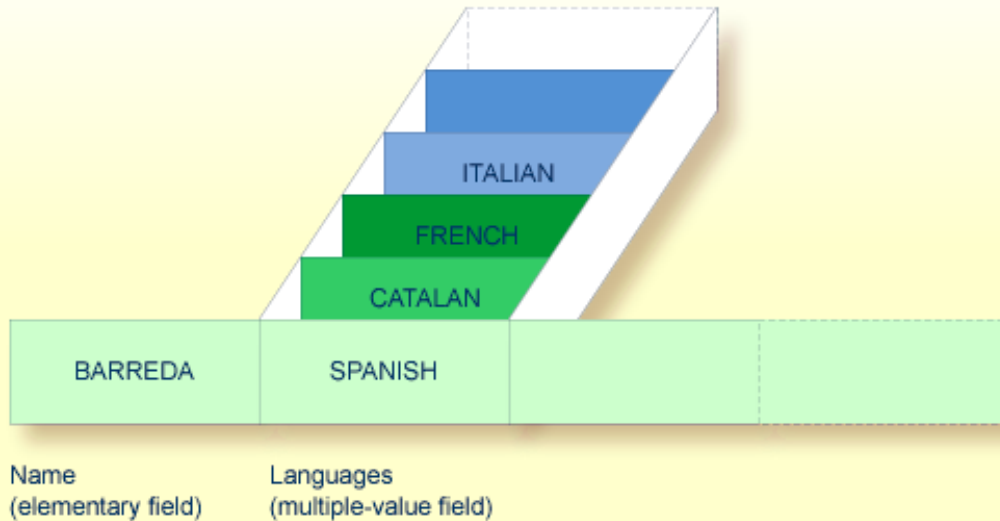 ITALIAN
FRENCH
CATALAN
BARREDA SPANISH
Name Languages
(elementary field) (multiple-value field)